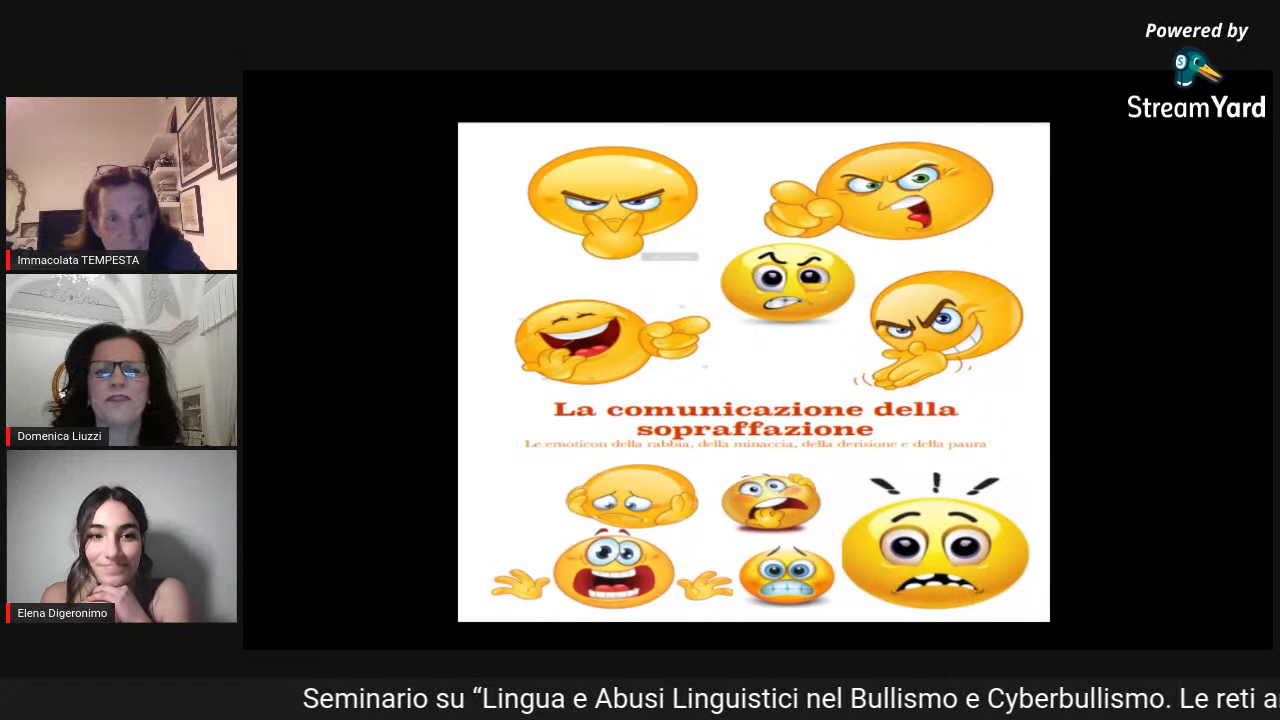 Powered by
StreamYard
Immacolata TEMPESTA
Domenica Liuzzi
Elena Digeronimo
La comunicazione della
sopraffazione
Le emoticon della rabbia, della minaccia, della derisione e della paura
Seminario su “Lingua e Abusi Linguistici nel Bullismo e Cyberbullismo. Le reti a